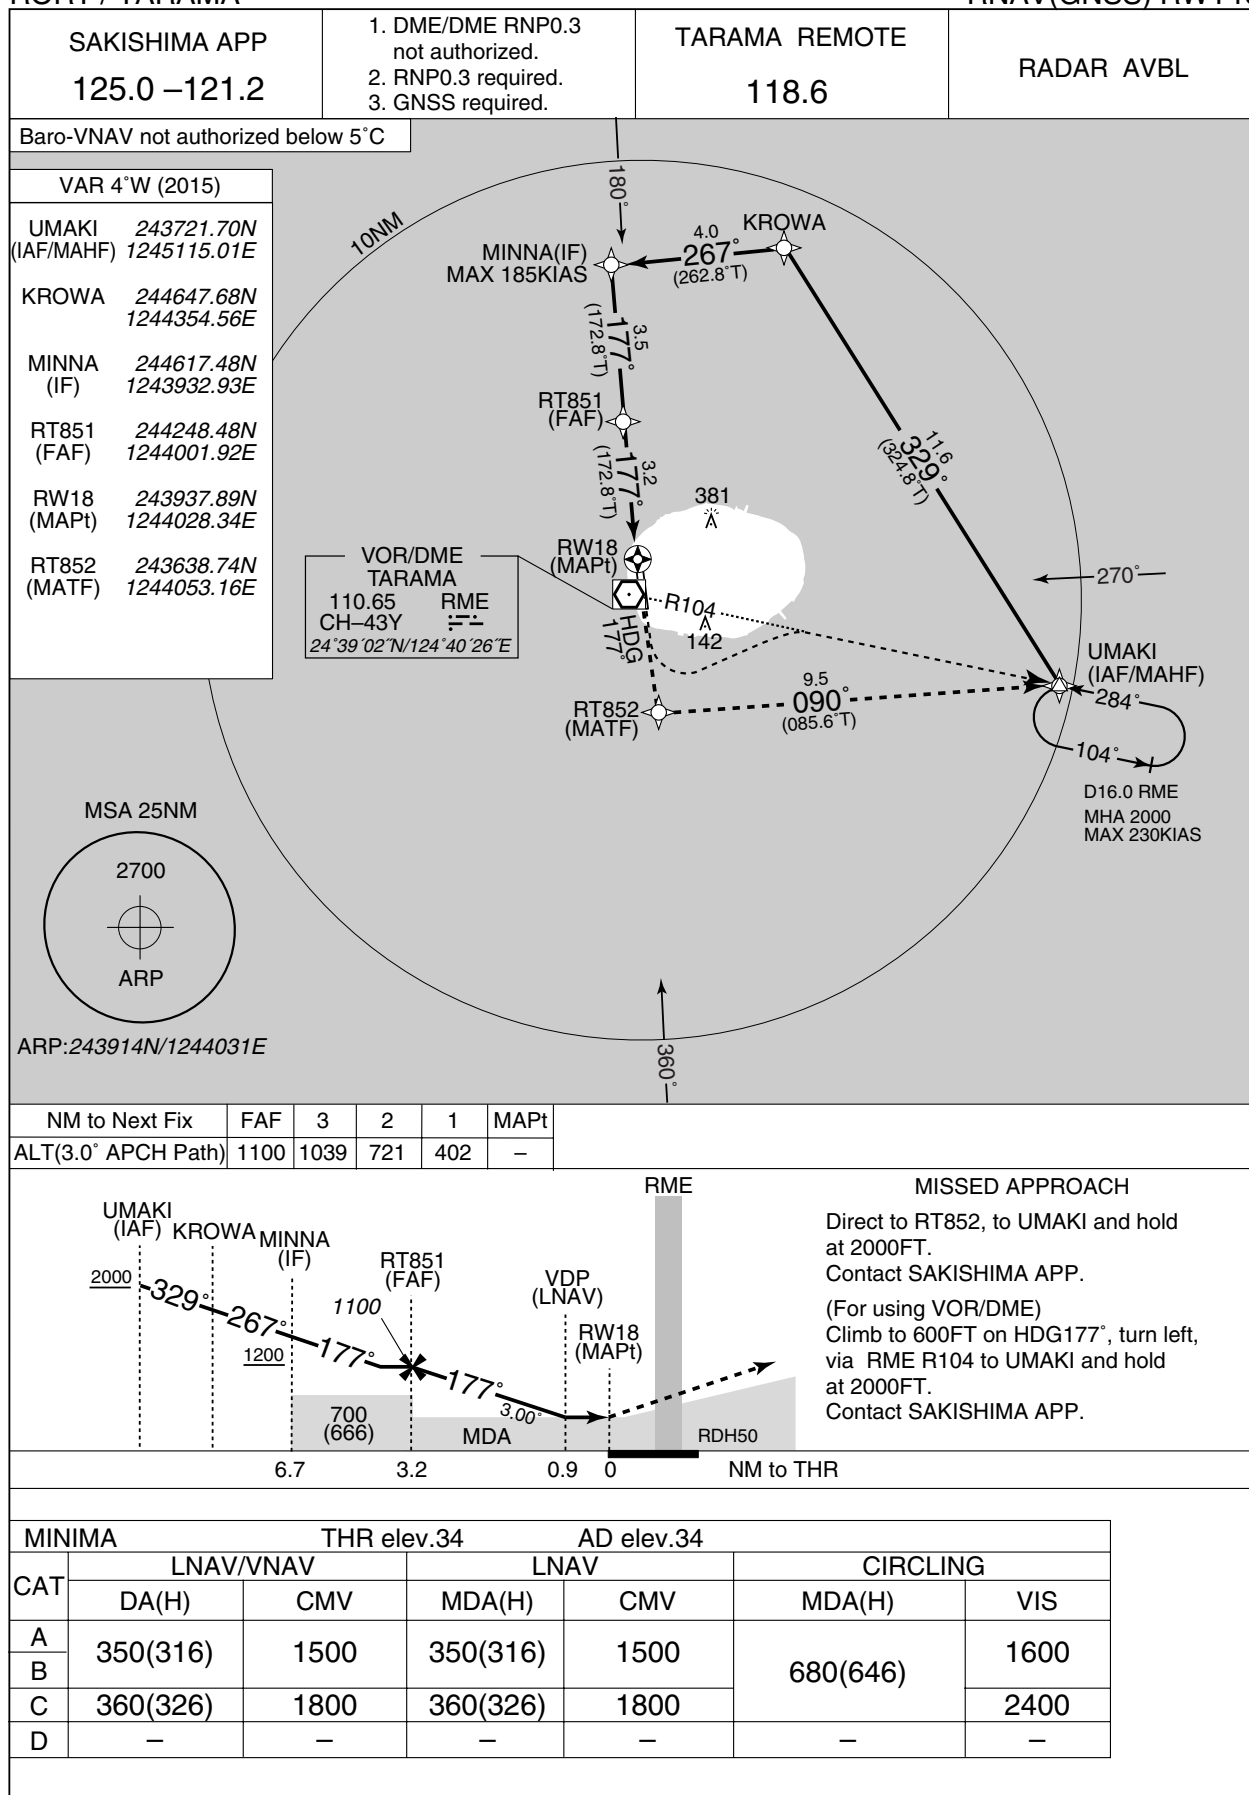 SAKISHIMA APP
125.0 –121.2
1. DME/DME RNP0.3
not authorized.
2. RNP0.3 required.
3. GNSS required.
TARAMA REMOTE
118.6
RADAR AVBL
Baro-VNAV not authorized below 5˚C
VAR 4˚W (2015)
UMAKI 243721.70N
(IAF/MAHF) 1245115.01E
KROWA 244647.68N
1244354.56E
MINNA 244617.48N
(IF) 1243932.93E
RT851 244248.48N
(FAF) 1244001.92E
RW18 243937.89N
(MAPt) 1244028.34E
RT852 243638.74N
(MATF) 1244053.16E
10NM
180˚
KROWA
MINNA(IF)
MAX 185KIAS
4.0
267˚
(262.8˚T)
3.5
177˚
(172.8˚T)
RT851
(FAF)
3.2
177˚
(172.8˚T)
11.6
329˚
(324.8˚T)
381
RW18
(MAPt)
VOR/DME
TARAMA
110.65 RME
CH–43Y
24˚39´02˝N/124˚40´26˝E
R104
142
HDG
177˚
270˚
UMAKI
(IAF/MAHF)
9.5
090˚
(085.6˚T)
RT852
(MATF)
284˚
104˚
D16.0 RME
MHA 2000
MAX 230KIAS
MSA 25NM
2700
ARP
ARP:243914N/1244031E
360˚
NM to Next Fix FAF 3 2 1 MAPt
ALT(3.0˚ APCH Path) 1100 1039 721 402 –
UMAKI
(IAF)
KROWA
MINNA
(IF)
RT851
(FAF)
VDP
(LNAV)
RW18
(MAPt)
RME
2000
329˚
267˚
1200
177˚
1100
177˚
3.00˚
700
(666)
MDA
RDH50
6.7 3.2 0.9 0 NM to THR
MISSED APPROACH
Direct to RT852, to UMAKI and hold
at 2000FT.
Contact SAKISHIMA APP.
(For using VOR/DME)
Climb to 600FT on HDG177˚, turn left,
via RME R104 to UMAKI and hold
at 2000FT.
Contact SAKISHIMA APP.
MINIMA THR elev.34 AD elev.34
CAT LNAV/VNAV LNAV CIRCLING
DA(H) CMV MDA(H) CMV MDA(H) VIS
A
B
350(316) 1500 350(316) 1500 680(646) 1600
C 360(326) 1800 360(326) 1800 2400
D – – – – – –